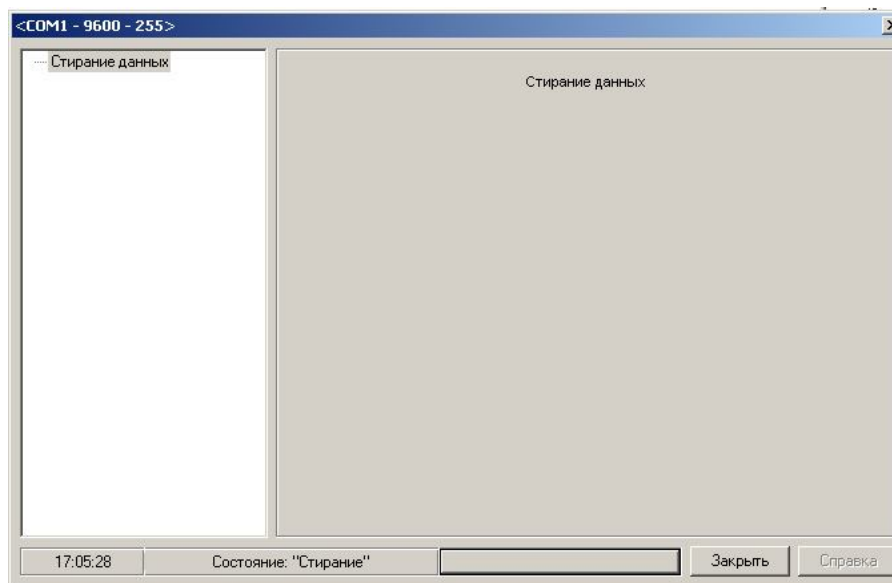 <COM1 - 9600 - 255>
Стирание данных
Стирание данных
17:05:28
Состояние: "Стирание"
Закрыть
Справка